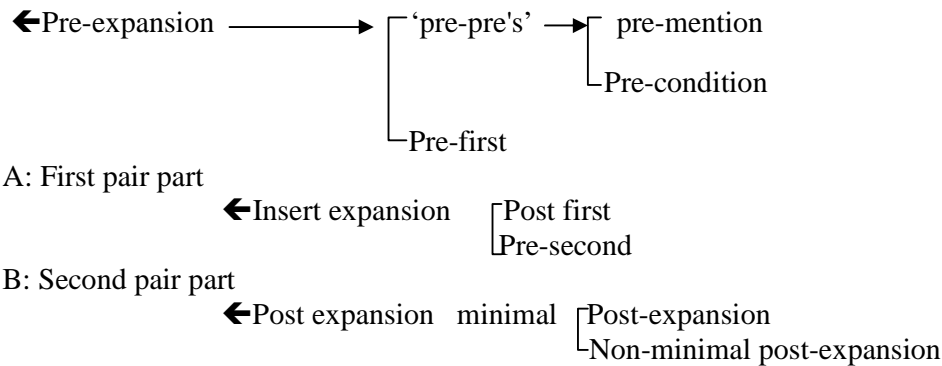 Pre-expansion ‘pre-pre's’ pre-mention
Pre-condition
Pre-first
A: First pair part
Insert expansion Post first
Pre-second
B: Second pair part
Post expansion minimal Post-expansion
Non-minimal post-expansion